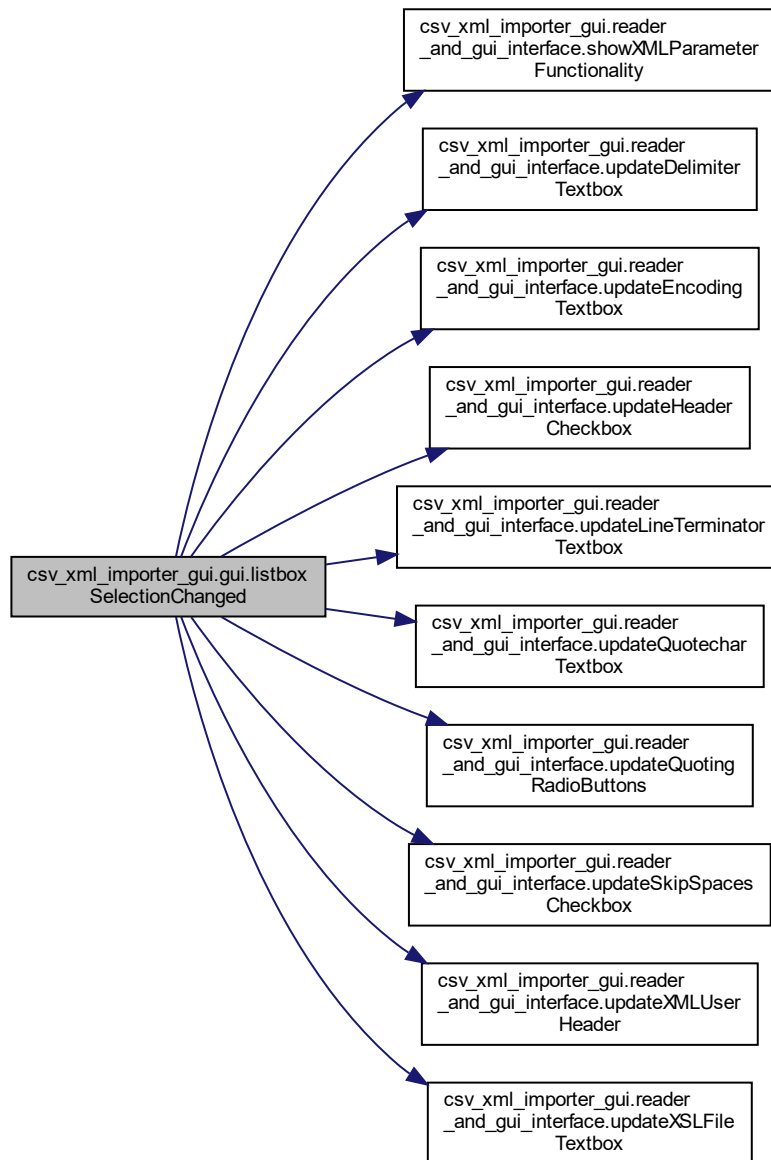 csv_xml_importer_gui.reader
_and_gui_interface.showXMLParameter
Functionality
csv_xml_importer_gui.reader
_and_gui_interface.updateDelimiter
Textbox
csv_xml_importer_gui.reader
_and_gui_interface.updateEncoding
Textbox
csv_xml_importer_gui.reader
_and_gui_interface.updateHeader
Checkbox
csv_xml_importer_gui.reader
_and_gui_interface.updateLineTerminator
Textbox
csv_xml_importer_gui.gui.listbox
SelectionChanged
csv_xml_importer_gui.reader
_and_gui_interface.updateQuotechar
Textbox
csv_xml_importer_gui.reader
_and_gui_interface.updateQuoting
RadioButtons
csv_xml_importer_gui.reader
_and_gui_interface.updateSkipSpaces
Checkbox
csv_xml_importer_gui.reader
_and_gui_interface.updateXMLUser
Header
csv_xml_importer_gui.reader
_and_gui_interface.updateXSLFile
Textbox